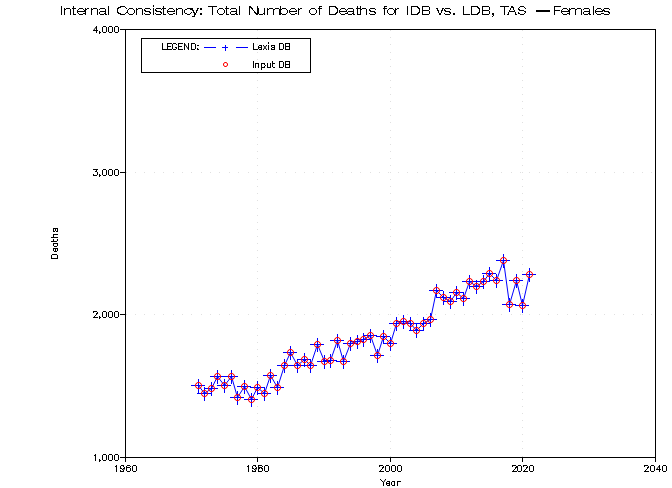 Internal Consistency: Total Number of Deaths for IDB vs. LDB, TAS — Females
4,000
LEGEND: Lexis DB
Input DB
3,000
Deaths
2,000
1,000
1960 1980 2000 2020 2040
Year